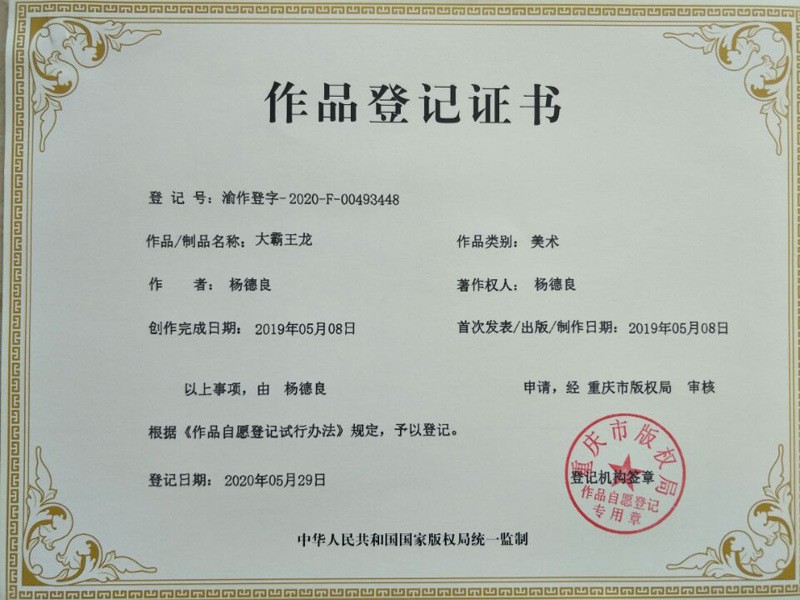 作品登记证书
登 记 号：渝作登字-2020-F-00493448
作品/制品名称：大霸王龙 作品类别：美术
作 者：杨德良 著作权人：杨德良
创作完成日期：2019年05月08日 首次发表/出版/制作日期：2019年05月08日
以上事项，由 杨德良 申请，经 重庆市版权局 审核
根据《作品自愿登记试行办法》规定，予以登记。
登记日期：2020年05月29日 登记机构签章
重庆市版权局
作品自愿登记
专用章
中华人民共和国国家版权局统一监制